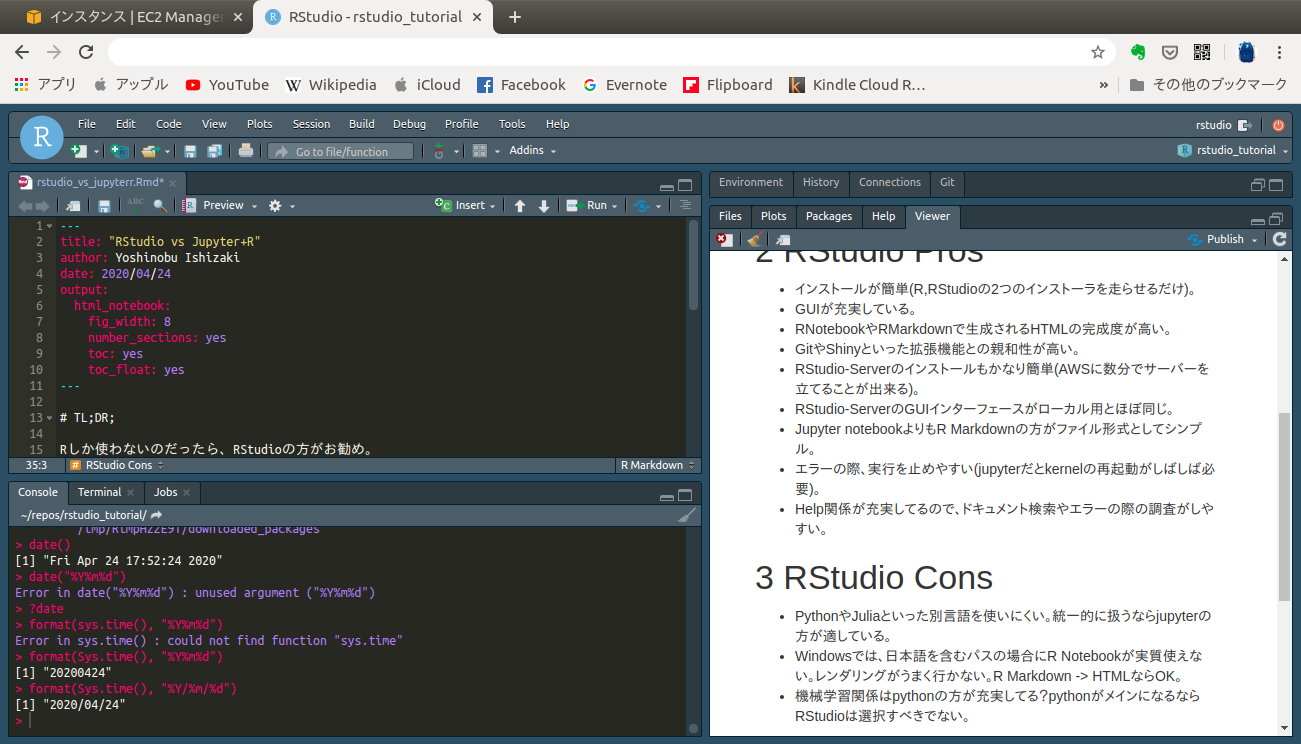 インスタンス | EC2 Manager
RStudio - rstudio_tutorial
アプリ アップル YouTube Wikipedia iCloud Facebook Evernote Flipboard Kindle Cloud R… » その他のブックマーク
File Edit Code View Plots Session Build Debug Profile Tools Help
rstudio
Go to file/function
Addins
rstudio_tutorial
rstudio_vs_jupyterr.Rmd*
ABC Preview Insert Run
1 ---
2 title: "RStudio vs Jupyter+R"
3 author: Yoshinobu Ishizaki
4 date: 2020/04/24
5 output:
6 html_notebook:
7 fig_width: 8
8 number_sections: yes
9 toc: yes
10 toc_float: yes
11 ---
12
13 # TL;DR;
14
15 Rしか使わないのだったら、RStudioの方がお勧め。
35:3 # RStudio Cons R Markdown
Console Terminal Jobs
~/repos/rstudio_tutorial/
> date()
[1] "Fri Apr 24 17:52:24 2020"
> date("%Y%m%d")
Error in date("%Y%m%d") : unused argument ("%Y%m%d")
> ?date
> format(sys.time(), "%Y%m%d")
Error in sys.time() : could not find function "sys.time"
> format(Sys.time(), "%Y%m%d")
[1] "20200424"
> format(Sys.time(), "%Y/%m/%d")
[1] "2020/04/24"
>
Environment History Connections Git
Files Plots Packages Help Viewer
Publish
2 RStudio Pros
• インストールが簡単(R,RStudioの2つのインストーラを走らせるだけ)。
• GUIが充実している。
• RNotebookやRMarkdownで生成されるHTMLの完成度が高い。
• GitやShinyといった拡張機能との親和性が高い。
• RStudio-Serverのインストールもかなり簡単(AWSに数分でサーバーを
立てることが出来る)。
• RStudio-ServerのGUIインターフェースがローカル用とほぼ同じ。
• Jupyter notebookよりもR Markdownの方がファイル形式としてシンプ
ル。
• エラーの際、実行を止めやすい(jupyterだとkernelの再起動がしばしば必
要)。
• Help関係が充実してるので、ドキュメント検索やエラーの際の調査がしや
すい。
3 RStudio Cons
• PythonやJuliaといった別言語を使いにくい。統一的に扱うならjupyterの
方が適している。
• Windowsでは、日本語を含むパスの場合にR Notebookが実質使えな
い。レンダリングがうまく行かない。R Markdown -> HTMLならOK。
• 機械学習関係はpythonの方が充実してる?pythonがメインになるなら
RStudioは選択すべきでない。